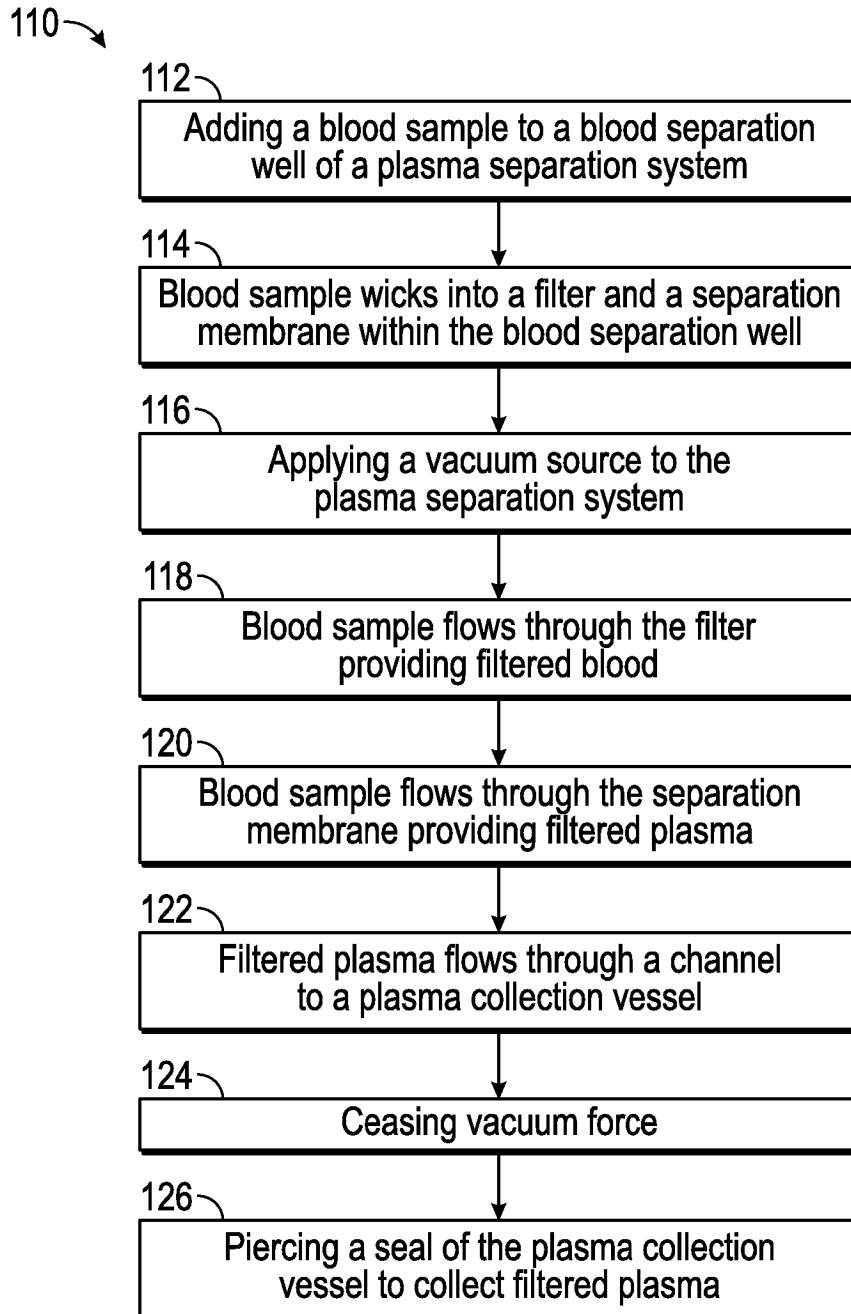 110
112
Adding a blood sample to a blood separation
well of a plasma separation system
114
Blood sample wicks into a filter and a separation
membrane within the blood separation well
116
Applying a vacuum source to the
plasma separation system
118
Blood sample flows through the filter
providing filtered blood
120
Blood sample flows through the separation
membrane providing filtered plasma
122
Filtered plasma flows through a channel
to a plasma collection vessel
124
Ceasing vacuum force
126
Piercing a seal of the plasma collection
vessel to collect filtered plasma